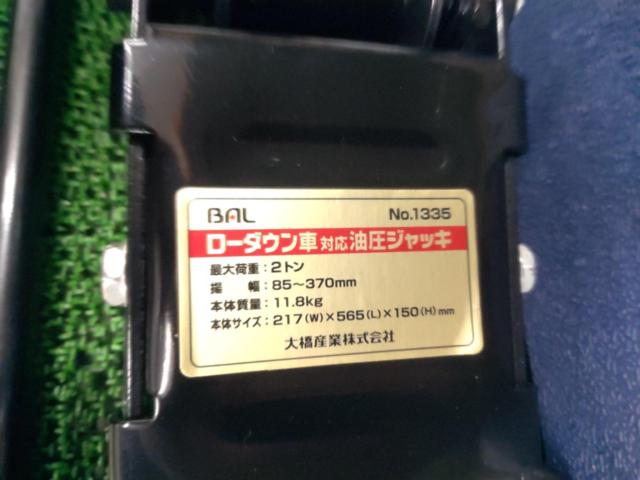 BAL No.1335
ローダウン車対応油圧ジャッキ
最大荷重：2トン
揚 幅：85～370mm
本体質量：11.8kg
本体サイズ：217(W)×565(L)×150(H)mm
大橋産業株式会社